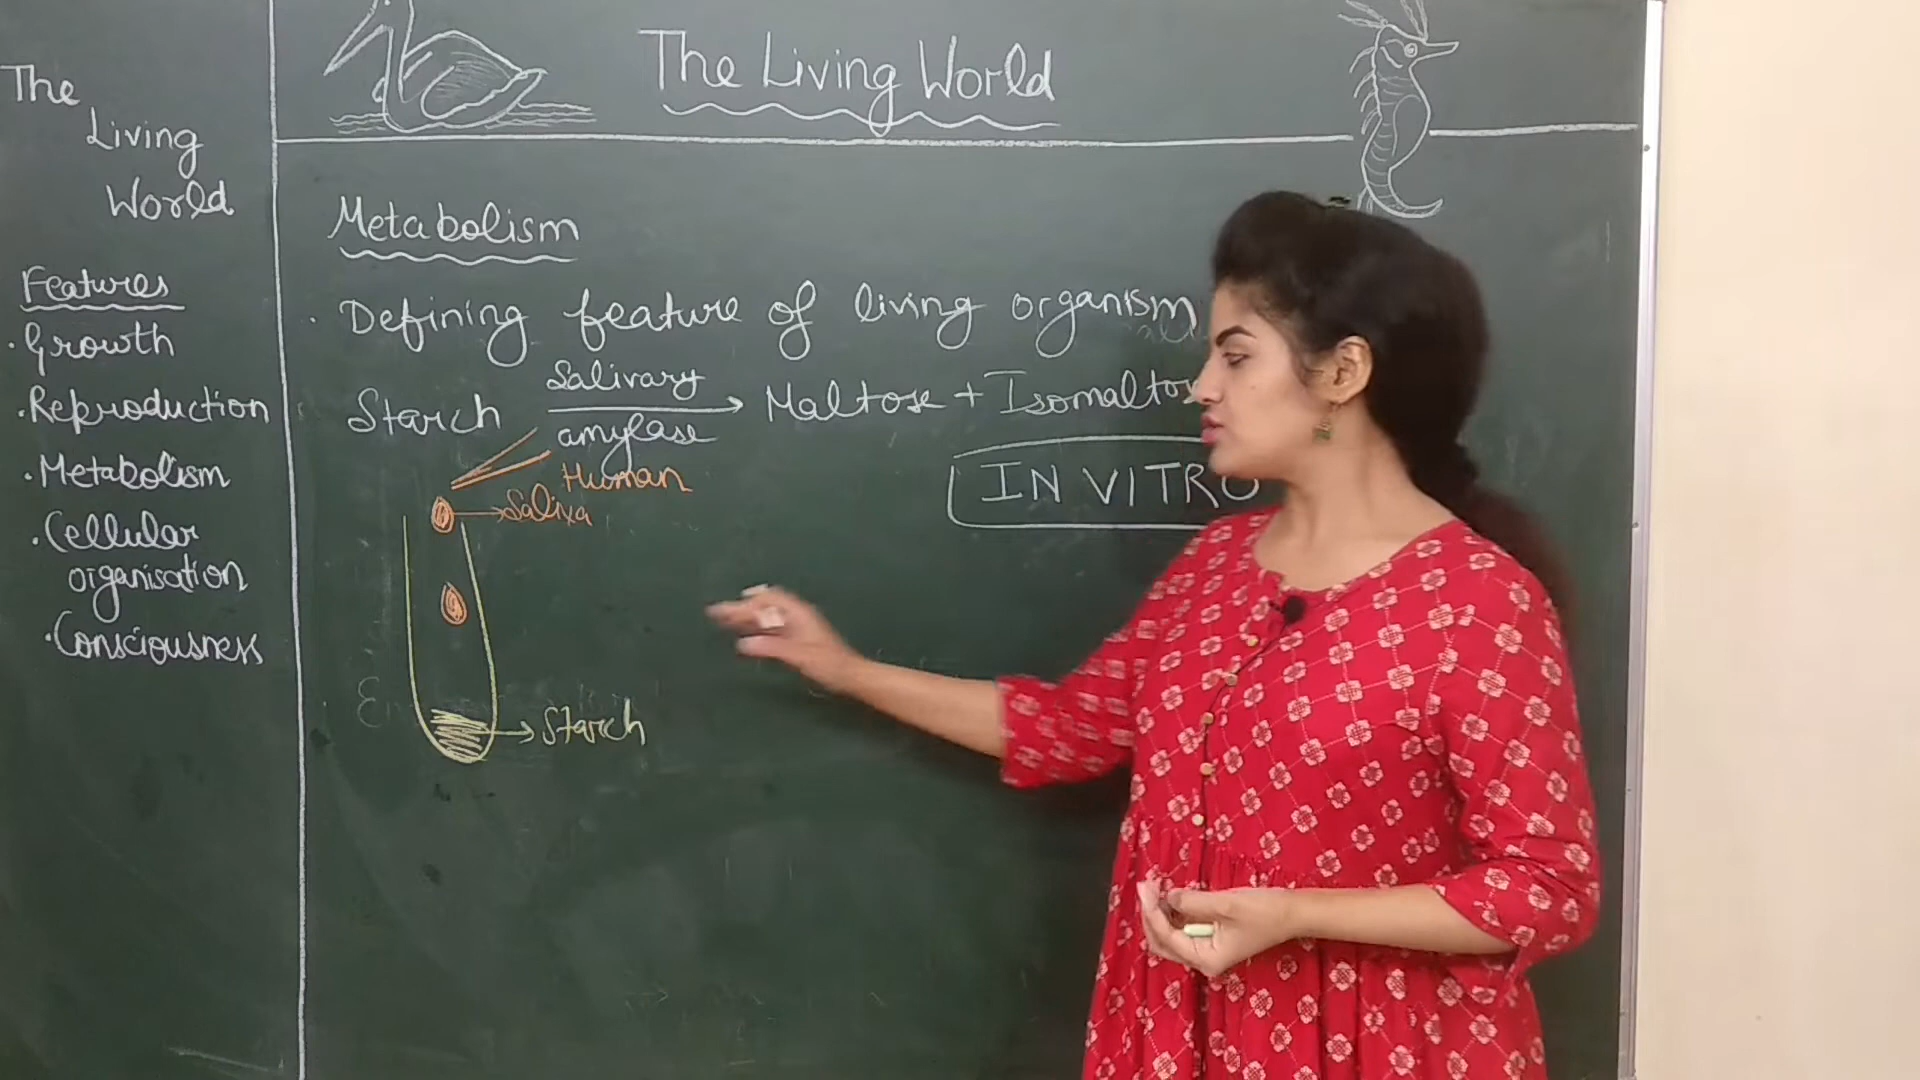 The
Living
World
Features
· Growth
· Reproduction
· Metabolism
· Cellular
organisation
· Consciousness
The Living World
Metabolism
· Defining feature of living organism
Starch Salivary amylase → Maltose + Isomalto
Human
→ Saliva
IN VITRO
→ Starch